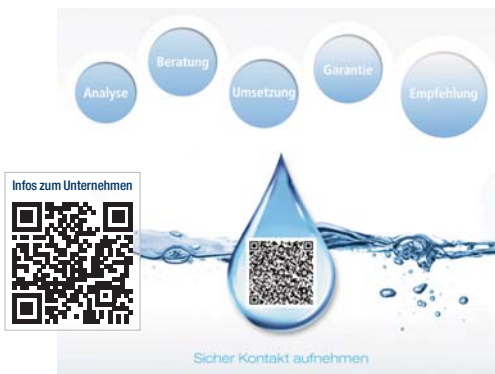 Analyse
Beratung
Umsetzung
Garantie
Empfehlung
Infos zum Unternehmen
Sicher Kontakt aufnehmen